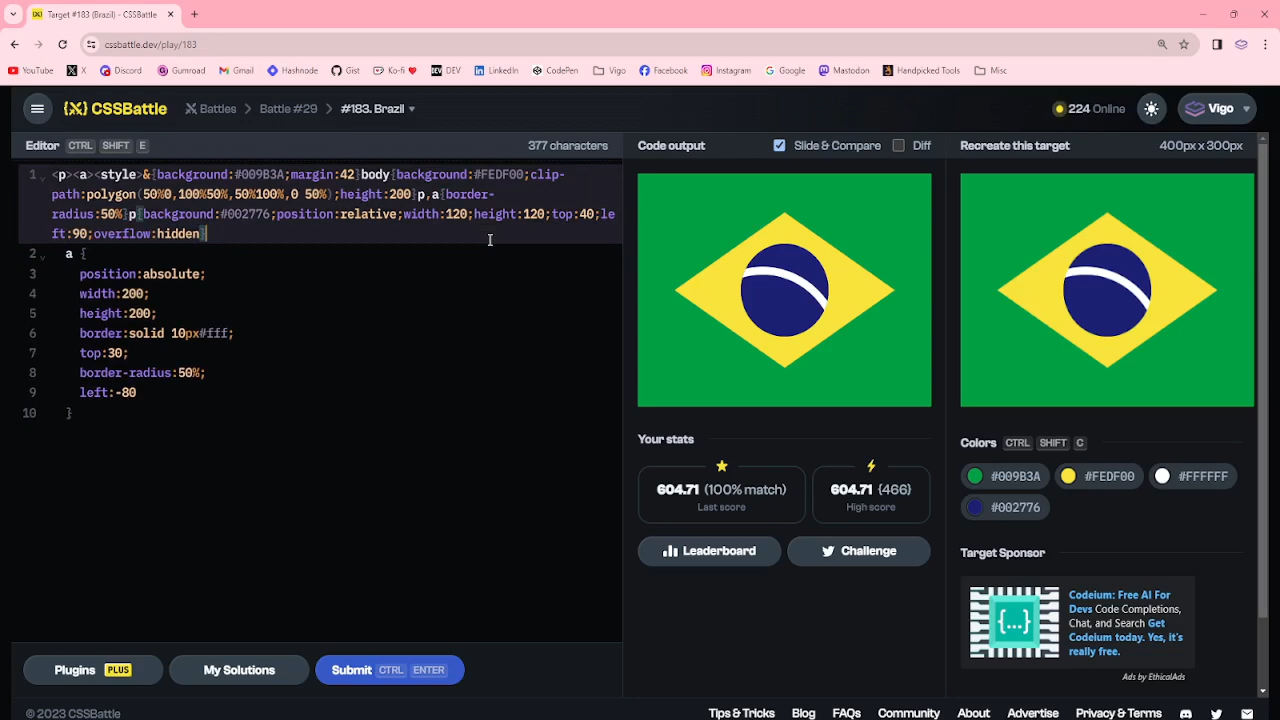 Target #183 (Brazil) - CSSBattle
cssbattle.dev/play/183
YouTube X Discord Gumroad Gmail Hashnode Gist Ko-fi ❤ DEV LinkedIn CodePen Vigo Facebook Instagram Google Mastodon Handpicked Tools Misc
{X} CSSBattle Battles > Battle #29 > #183. Brazil 224 Online Vigo
Editor CTRL SHIFT E 377 characters Code output Slide & Compare Diff Recreate this target 400px x 300px
1 <p><a><style>&{background:#009B3A;margin:42}body{background:#FEDF00;clip-
path:polygon(50%0,100%50%,50%100%,0 50%);height:200}p,a{border-
radius:50%}p{background:#002776;position:relative;width:120;height:120;top:40;le
ft:90;overflow:hidden}
2 a {
3 position:absolute;
4 width:200;
5 height:200;
6 border:solid 10px#fff;
7 top:30;
8 border-radius:50%;
9 left:-80
10 }
Your stats
604.71 (100% match)
Last score
604.71 {466}
High score
Leaderboard
Challenge
Colors CTRL SHIFT C
#009B3A #FEDF00 #FFFFFF
#002776
Target Sponsor
{...}
Codeium: Free AI For
Devs Code Completions,
Chat, and Search Get
Codeium today. Yes, it's
really free.
Ads by EthicalAds
Plugins PLUS My Solutions Submit CTRL ENTER
© 2023 CSSBattle Tips & Tricks Blog FAQs Community About Advertise Privacy & Terms